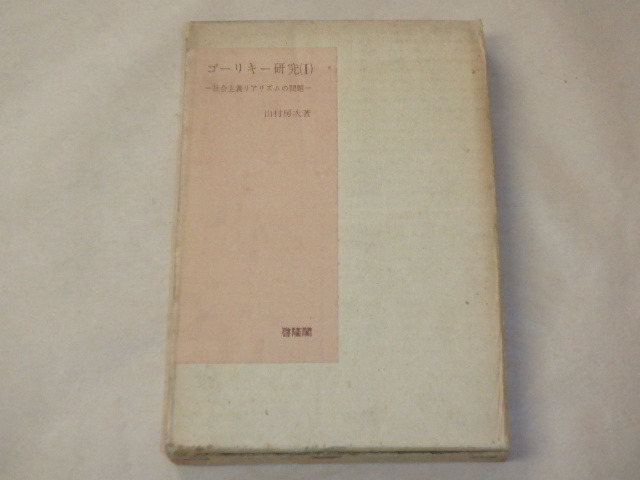 ゴーリキー研究(1)
－社会主義リアリズムの問題－
山村房次著
啓隆閣